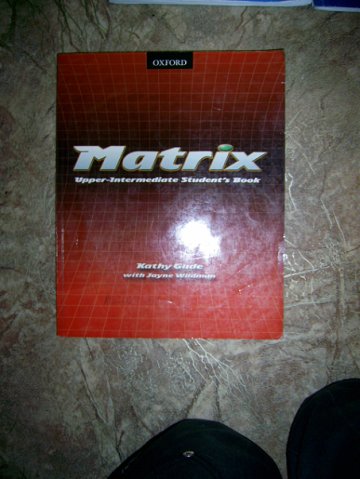 OXFORD
Matrix
Upper-Intermediate Student's Book
Kathy Gude
with Jayne Wildman